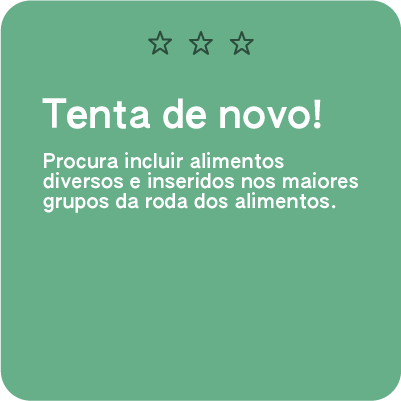 Tenta de novo!
Procura incluir alimentos
diversos e inseridos nos maiores
grupos da roda dos alimentos.